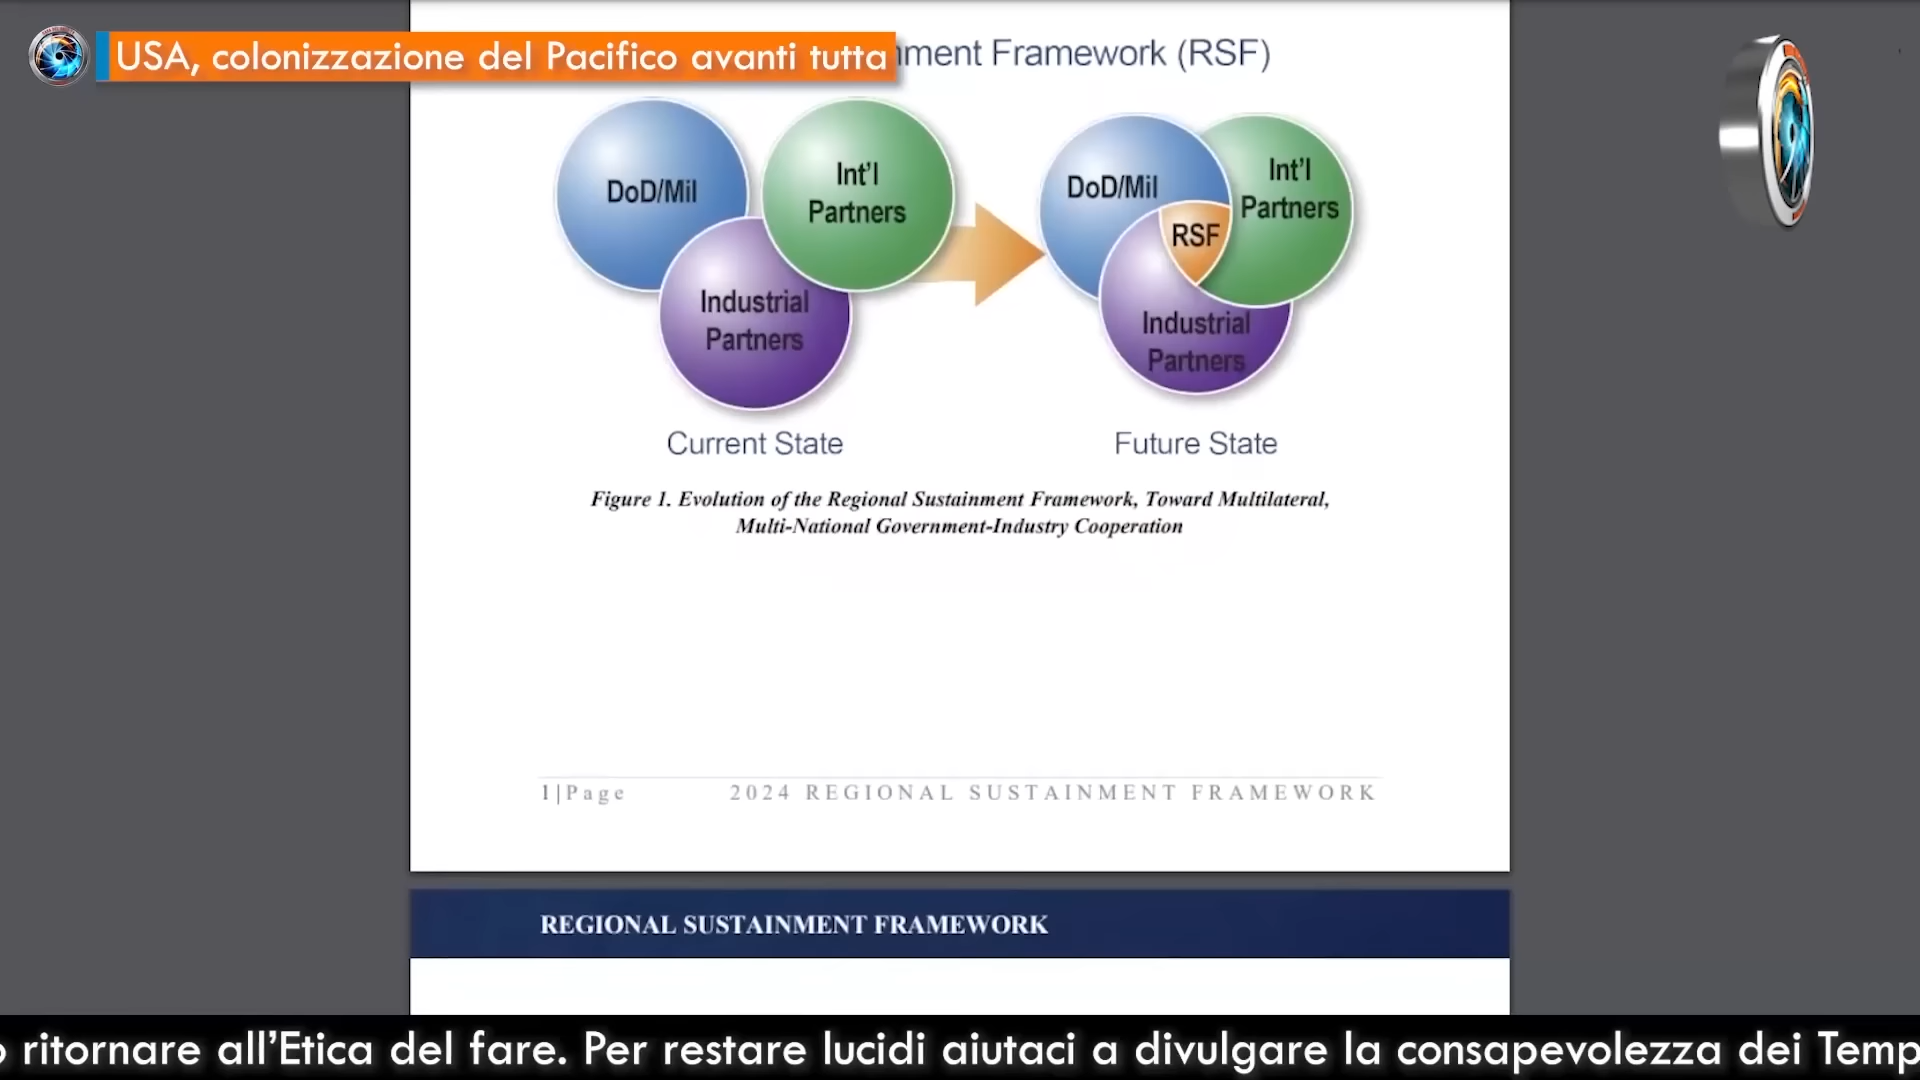 USA, colonizzazione del Pacifico avanti tutta
Framework (RSF)
DoD/Mil
Int'l
Partners
Industrial
Partners
DoD/Mil
Int'l
Partners
RSF
Industrial
Partners
Current State
Future State
Figure 1. Evolution of the Regional Sustainment Framework, Toward Multilateral,
Multi-National Government-Industry Cooperation
1|Page
2024 REGIONAL SUSTAINMENT FRAMEWORK
REGIONAL SUSTAINMENT FRAMEWORK
ritornare all'Etica del fare. Per restare lucidi aiutaci a divulgare la consapevolezza dei Temp